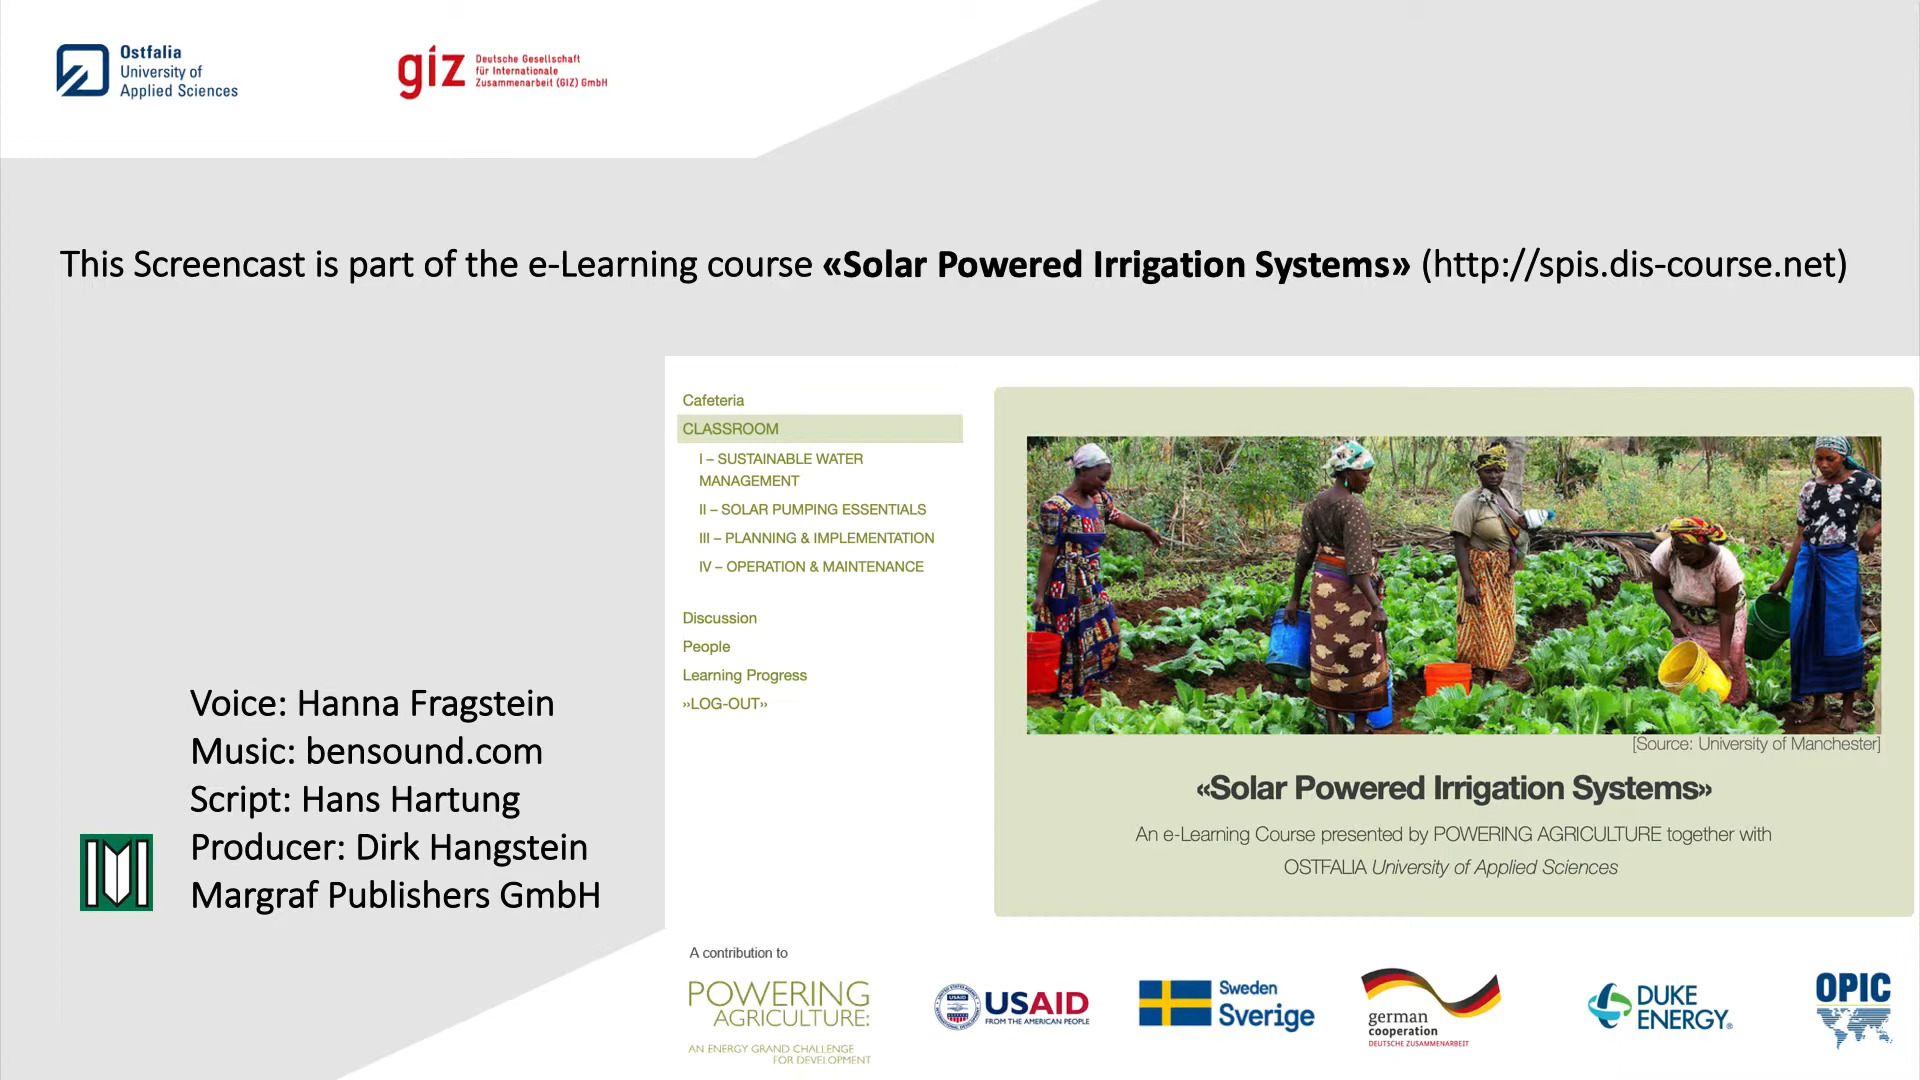 Ostfalia
University of
Applied Sciences
giz
Deutsche Gesellschaft
für Internationale
Zusammenarbeit (GIZ) GmbH
This Screencast is part of the e-Learning course «Solar Powered Irrigation Systems» (http://spis.dis-course.net)
Cafeteria
CLASSROOM
I – SUSTAINABLE WATER
MANAGEMENT
II – SOLAR PUMPING ESSENTIALS
III – PLANNING & IMPLEMENTATION
IV – OPERATION & MAINTENANCE
Discussion
People
Learning Progress
»LOG-OUT»
[Source: University of Manchester]
«Solar Powered Irrigation Systems»
An e-Learning Course presented by POWERING AGRICULTURE together with
OSTFALIA University of Applied Sciences
Voice: Hanna Fragstein
Music: bensound.com
Script: Hans Hartung
Producer: Dirk Hangstein
Margraf Publishers GmbH
A contribution to
POWERING
AGRICULTURE:
AN ENERGY GRAND CHALLENGE
FOR DEVELOPMENT
USAID
FROM THE AMERICAN PEOPLE
Sweden
Sverige
german
cooperation
DEUTSCHE ZUSAMMENARBEIT
DUKE
ENERGY®
OPIC